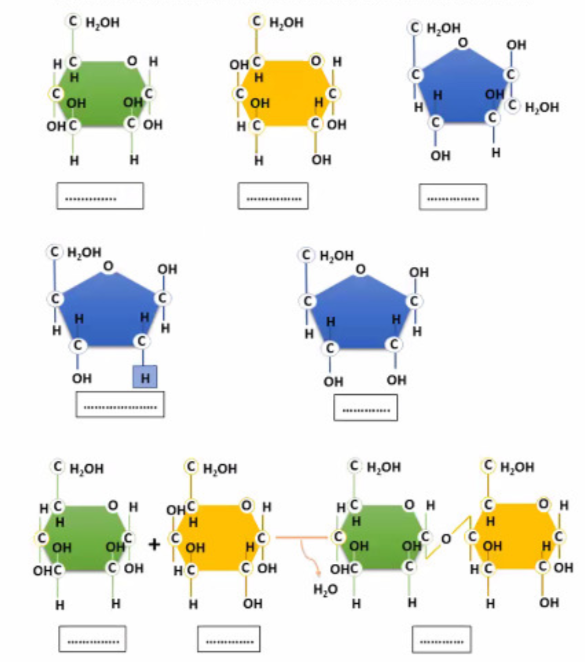 C H₂OH C H₂OH C H₂OH
H C O H OH C O H O OH
H H C C
C OH OH C C OH H C H H OH C H₂OH
OH C C OH H C C OH C C
H H H OH OH H
............. ............... ..............
C H₂OH C H₂OH
O OH O OH
C C C C
H H H H H H H H
C C C C
OH H OH OH
.................... .............
C H₂OH C H₂OH C H₂OH C H₂OH
H C O H OH C O H H C O H C O H
H H H H
C OH OH C + C OH H C C OH OH C O C OH H C
OH C C OH H C C OH OH C C H C C OH
H₂O
H H H OH H H H OH
............. ............. .............